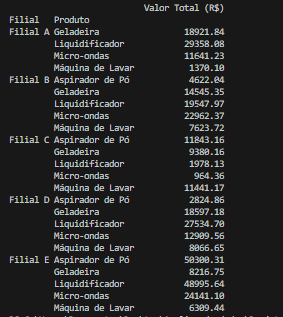 Valor Total (R$)
Filial Produto
Filial A Geladeira 18921.84
Liquidificador 29358.08
Micro-ondas 11641.23
Máquina de Lavar 1370.10
Filial B Aspirador de Pó 4622.04
Geladeira 14545.35
Liquidificador 19547.97
Micro-ondas 22962.37
Máquina de Lavar 7623.72
Filial C Aspirador de Pó 11843.16
Geladeira 9380.16
Liquidificador 1978.13
Micro-ondas 964.36
Máquina de Lavar 11441.17
Filial D Aspirador de Pó 2824.86
Geladeira 18597.18
Liquidificador 27534.70
Micro-ondas 12909.56
Máquina de Lavar 8066.65
Filial E Aspirador de Pó 50300.31
Geladeira 8216.75
Liquidificador 48995.64
Micro-ondas 24141.10
Máquina de Lavar 6309.44